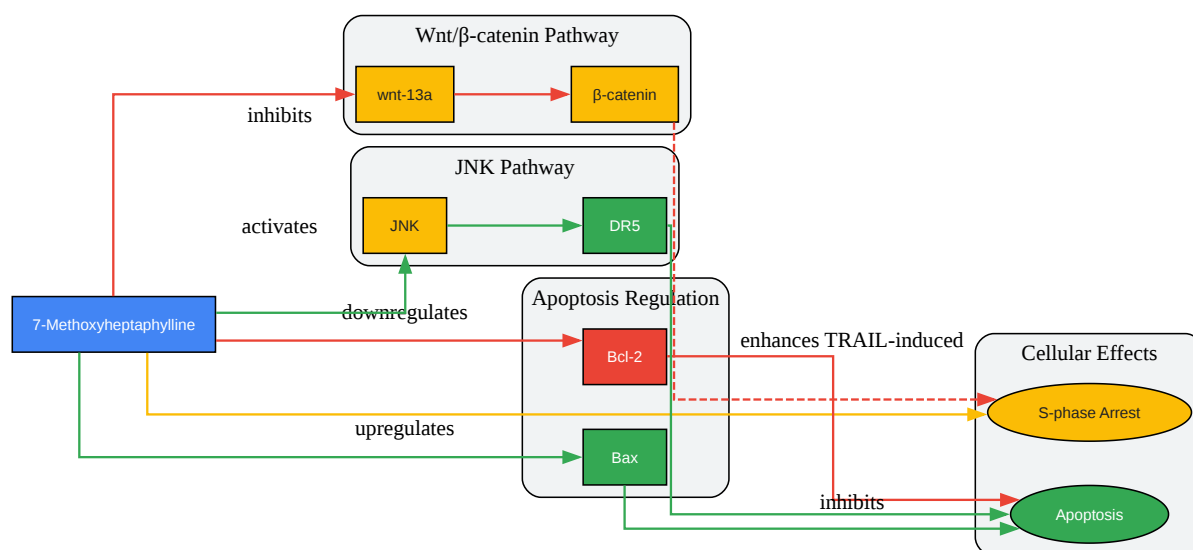 Wnt/β-catenin Pathway
wnt-13a
β-catenin
inhibits
JNK Pathway
activates
JNK
DR5
7-Methoxyheptaphylline
downregulates
Apoptosis Regulation
Bcl-2
enhances TRAIL-induced
Cellular Effects
S-phase Arrest
upregulates
Bax
inhibits
Apoptosis